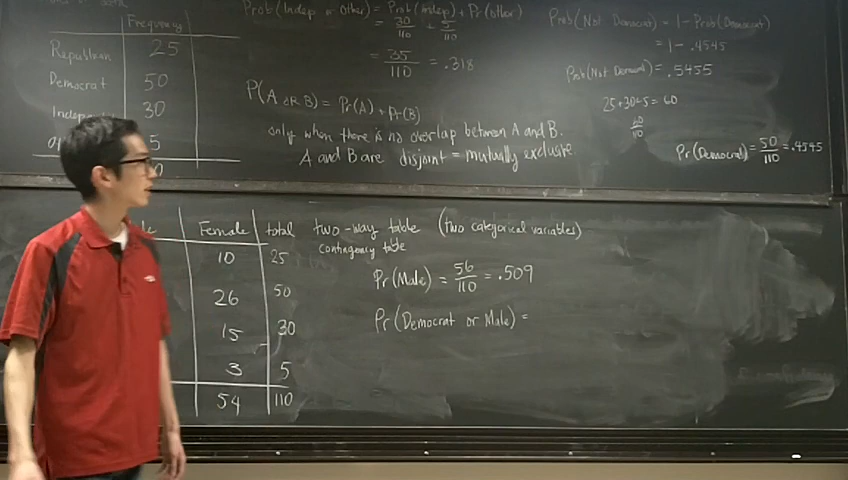 Frequency
Republican 25
Democrat 50
Indep 30
5
0
Prob(Indep or Other) = Prob(Indep) + Pr(Other)
= 30/110 + 5/110
= 35/110 = .318
P(A OR B) = Pr(A) + Pr(B)
only when there is no overlap between A and B.
A and B are disjoint = mutually exclusive.
Prob(Not Democrat) = 1 - Prob(Democrat)
= 1 - .4545
Prob(Not Democrat) = .5455
25+30+5 = 60
60/110
Pr(Democrat) = 50/110 = .4545
Female total
10 25
26 50
15 30
3 5
54 110
two-way table (two categorical variables)
contingency table
Pr(Male) = 56/110 = .509
Pr(Democrat or Male) =